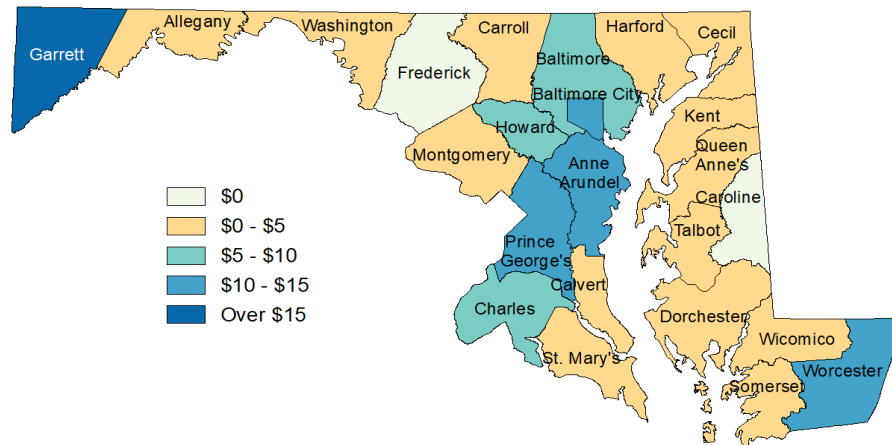 Allegany
Washington
Carroll
Harford
Cecil
Garrett
Frederick
Baltimore
Baltimore City
Kent
Howard
Queen
Anne's
Montgomery
Anne
Arundel
Caroline
$0
$0 - $5
$5 - $10
$10 - $15
Over $15
Talbot
Prince
George's
Calvert
Charles
Dorchester
St. Mary's
Wicomico
Somerset
Worcester